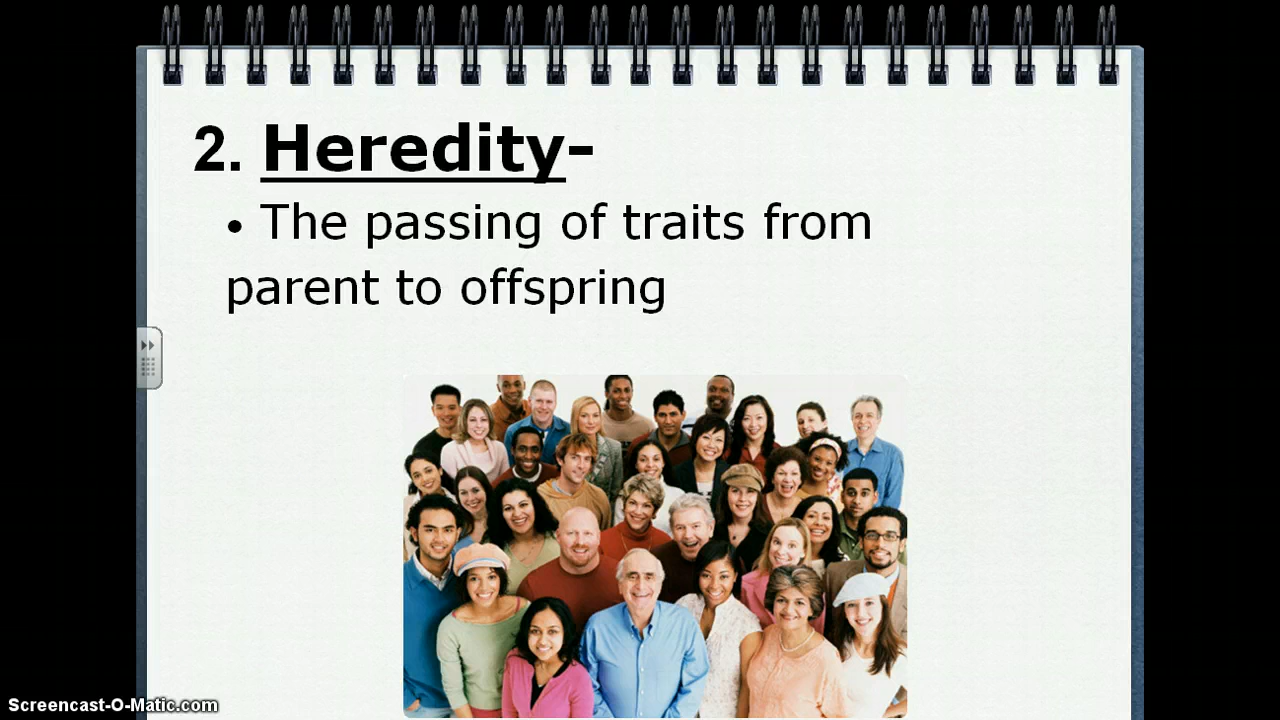 2. Heredity-
• The passing of traits from
parent to offspring
Screencast-O-Matic.com